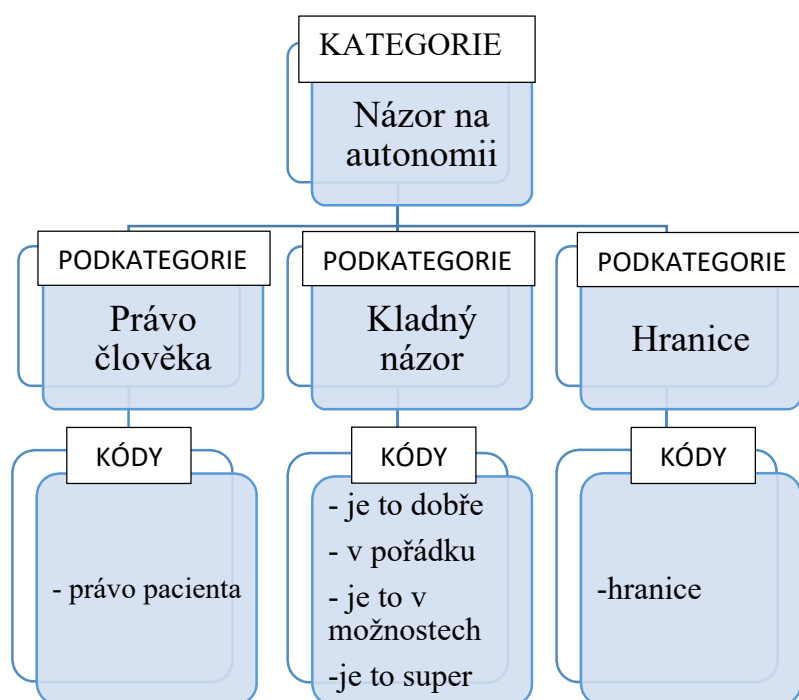 KATEGORIE
Názor na
autonomii
PODKATEGORIE
Právo
člověka
PODKATEGORIE
Kladný
názor
PODKATEGORIE
Hranice
KÓDY
- právo pacienta
KÓDY
- je to dobře
- v pořádku
- je to v
možnostech
-je to super
KÓDY
-hranice